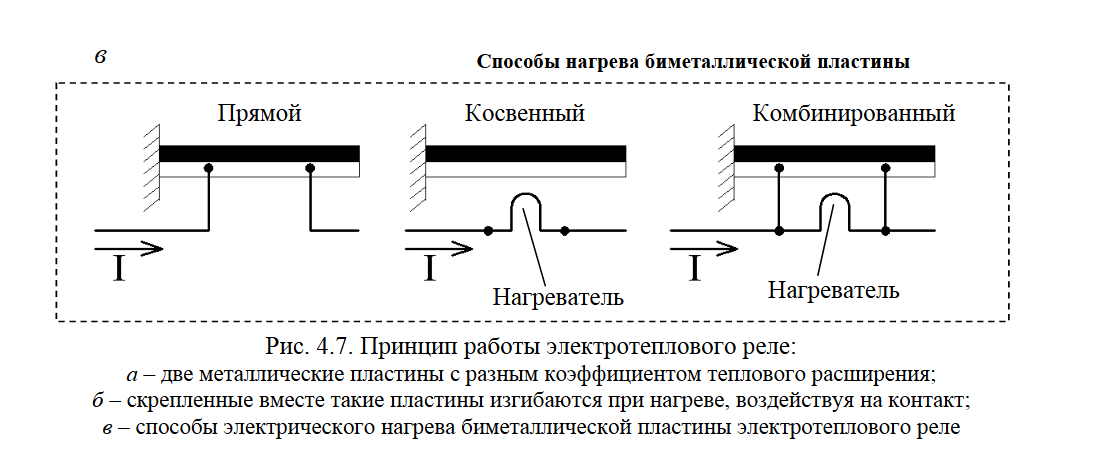 в
Способы нагрева биметаллической пластины
Прямой
Косвенный
Комбинированный
I
I
I
Нагреватель
Нагреватель
Рис. 4.7. Принцип работы электротеплового реле:
а – две металлические пластины с разным коэффициентом теплового расширения;
б – скрепленные вместе такие пластины изгибаются при нагреве, воздействуя на контакт;
в – способы электрического нагрева биметаллической пластины электротеплового реле